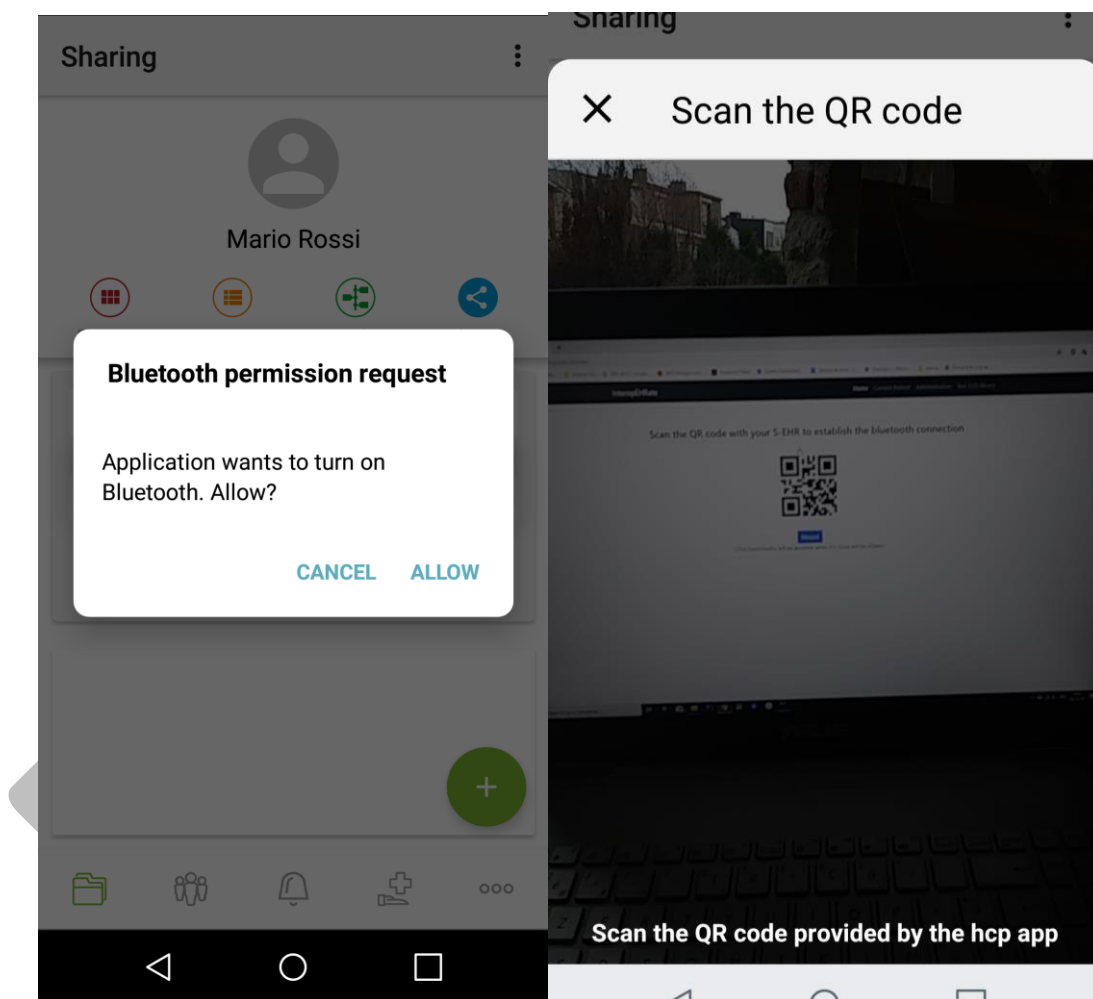 Sharing
Mario Rossi
Bluetooth permission request
Application wants to turn on
Bluetooth. Allow?
CANCEL ALLOW
Sharing
Scan the QR code
InteropEHRate
Scan the QR code with your S-EHR to establish the bluetooth connection
Scan the QR code provided by the hcp app